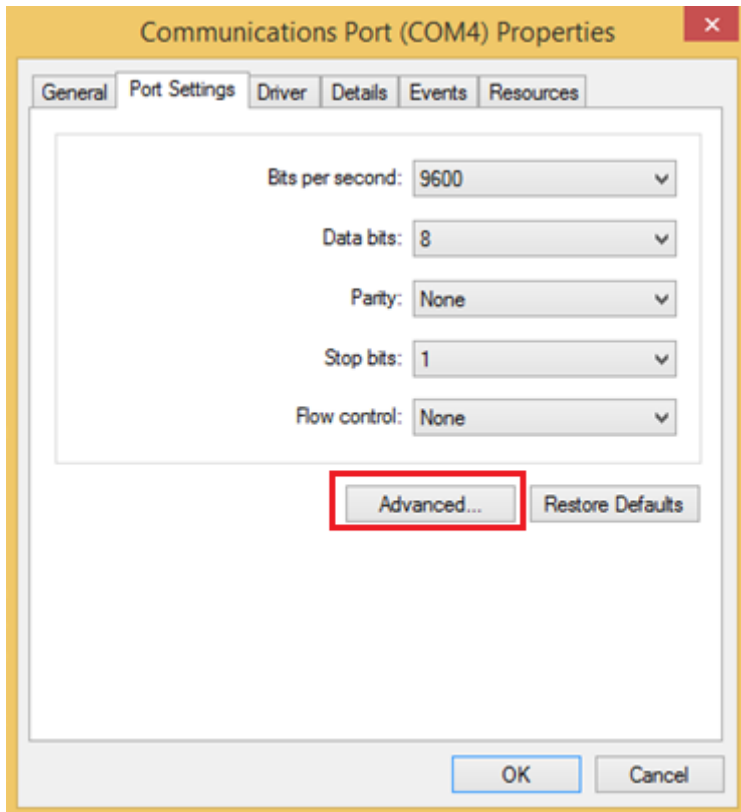 Communications Port (COM4) Properties
General Port Settings Driver Details Events Resources
Bits per second: 9600
Data bits: 8
Parity: None
Stop bits: 1
Flow control: None
Advanced... Restore Defaults
OK Cancel